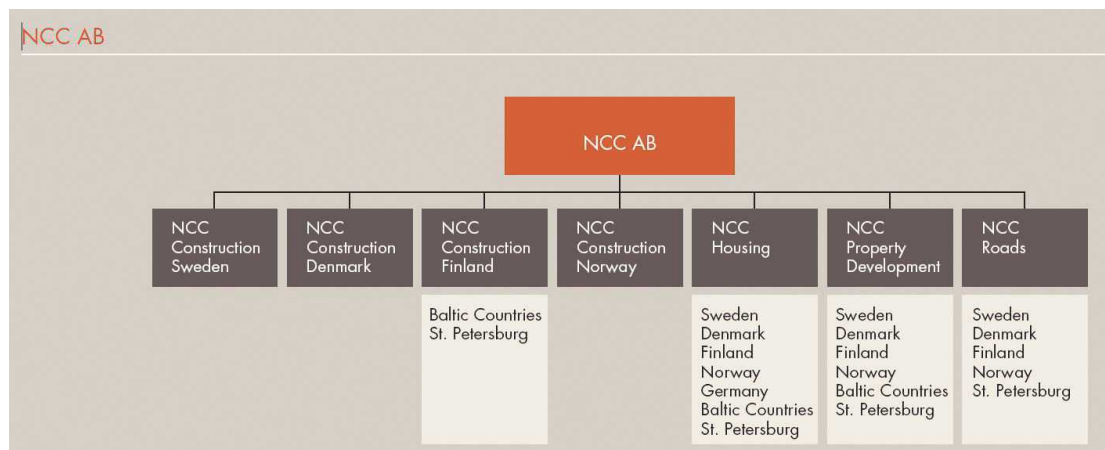 NCC AB
NCC AB
NCC
Construction
Sweden
NCC
Construction
Denmark
NCC
Construction
Finland
NCC
Construction
Norway
NCC
Housing
NCC
Property
Development
NCC
Roads
Baltic Countries
St. Petersburg
Sweden
Denmark
Finland
Norway
Germany
Baltic Countries
St. Petersburg
Sweden
Denmark
Finland
Norway
Baltic Countries
St. Petersburg
Sweden
Denmark
Finland
Norway
St. Petersburg